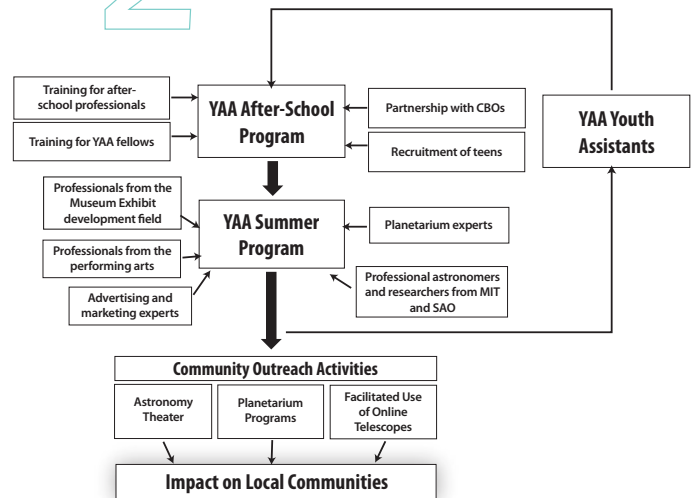 2
Training for after-
school professionals
Training for YAA fellows
YAA After-School
Program
Partnership with CBOs
Recruitment of teens
YAA Youth
Assistants
Professionals from the
Museum Exhibit
development field
Professionals from the
performing arts
Advertising and
marketing experts
YAA Summer
Program
Planetarium experts
Professional astronomers
and researchers from MIT
and SAO
Community Outreach Activities
Astronomy
Theater
Planetarium
Programs
Facilitated Use
of Online
Telescopes
Impact on Local Communities